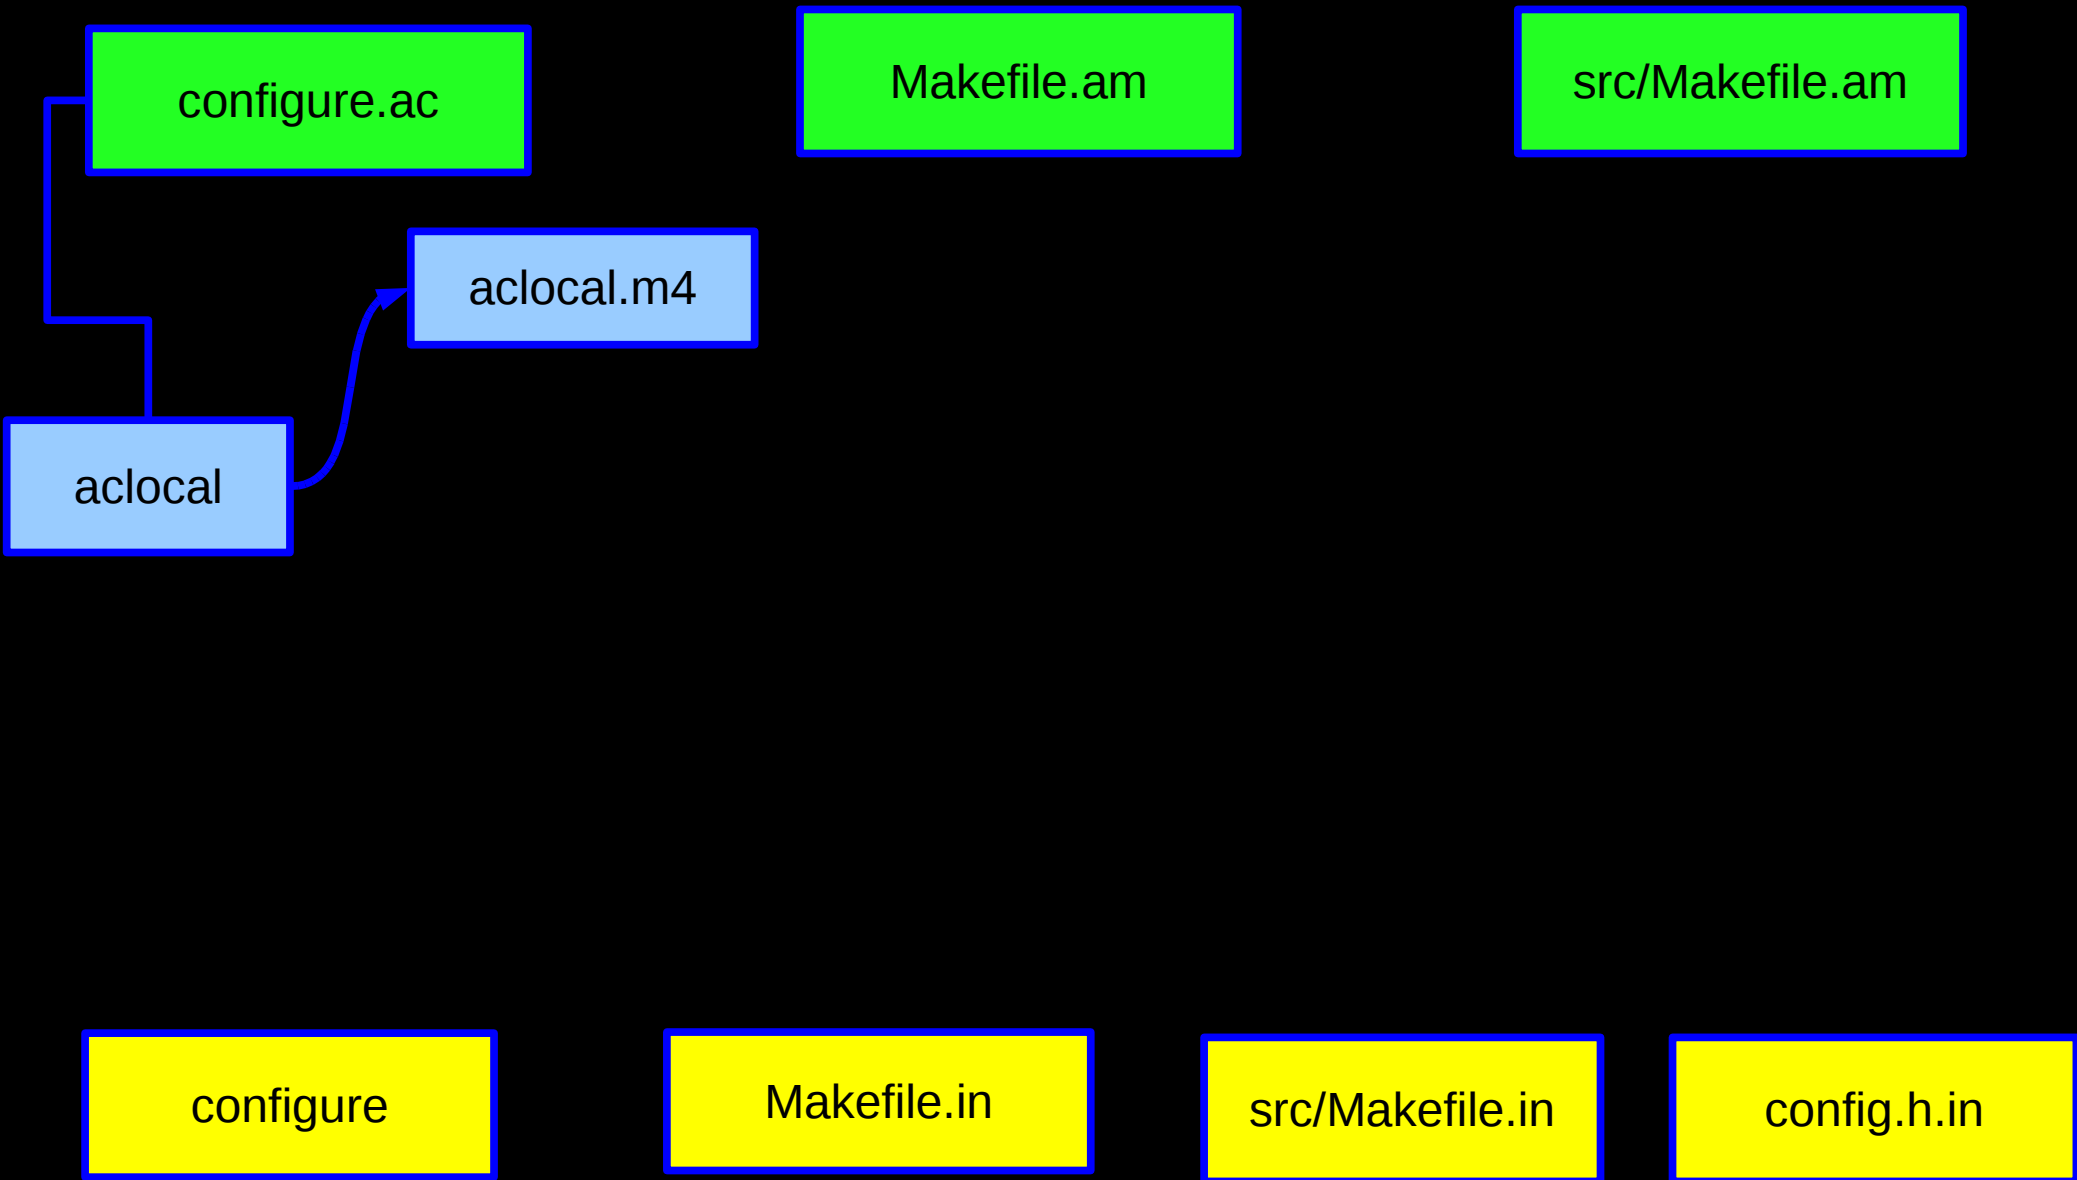 configure.ac
Makefile.am
src/Makefile.am
aclocal.m4
aclocal
configure
Makefile.in
src/Makefile.in
config.h.in